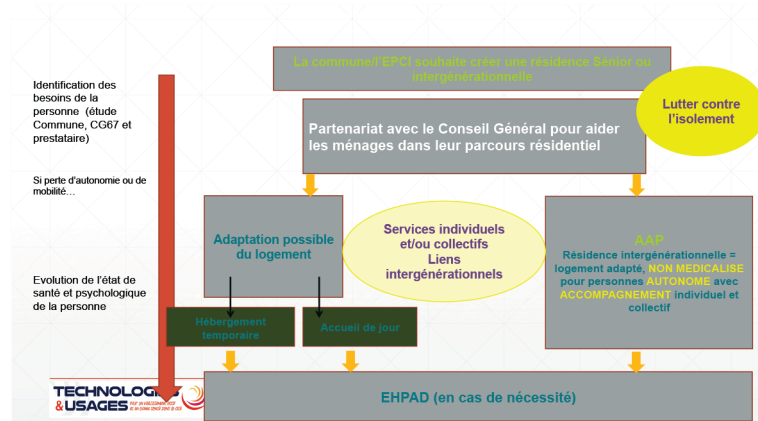 La commune/l'EPCI souhaite créer une résidence Sénior ou
intergénérationnelle
Identification des
besoins de la
personne (étude
Commune, CG67 et
prestataire)
Lutter contre
l'isolement
Partenariat avec le Conseil Général pour aider
les ménages dans leur parcours résidentiel
Si perte d'autonomie ou de
mobilité…
Adaptation possible
du logement
Services individuels
et/ou collectifs
Liens
intergénérationnels
AAP
Résidence intergénérationnelle =
logement adapté, NON MEDICALISE
pour personnes AUTONOME avec
ACCOMPAGNEMENT individuel et
collectif
Evolution de l'état de
santé et psychologique
de la personne
Hébergement
temporaire
Accueil de jour
TECHNOLOGIES
&USAGES
EHPAD (en cas de nécessité)